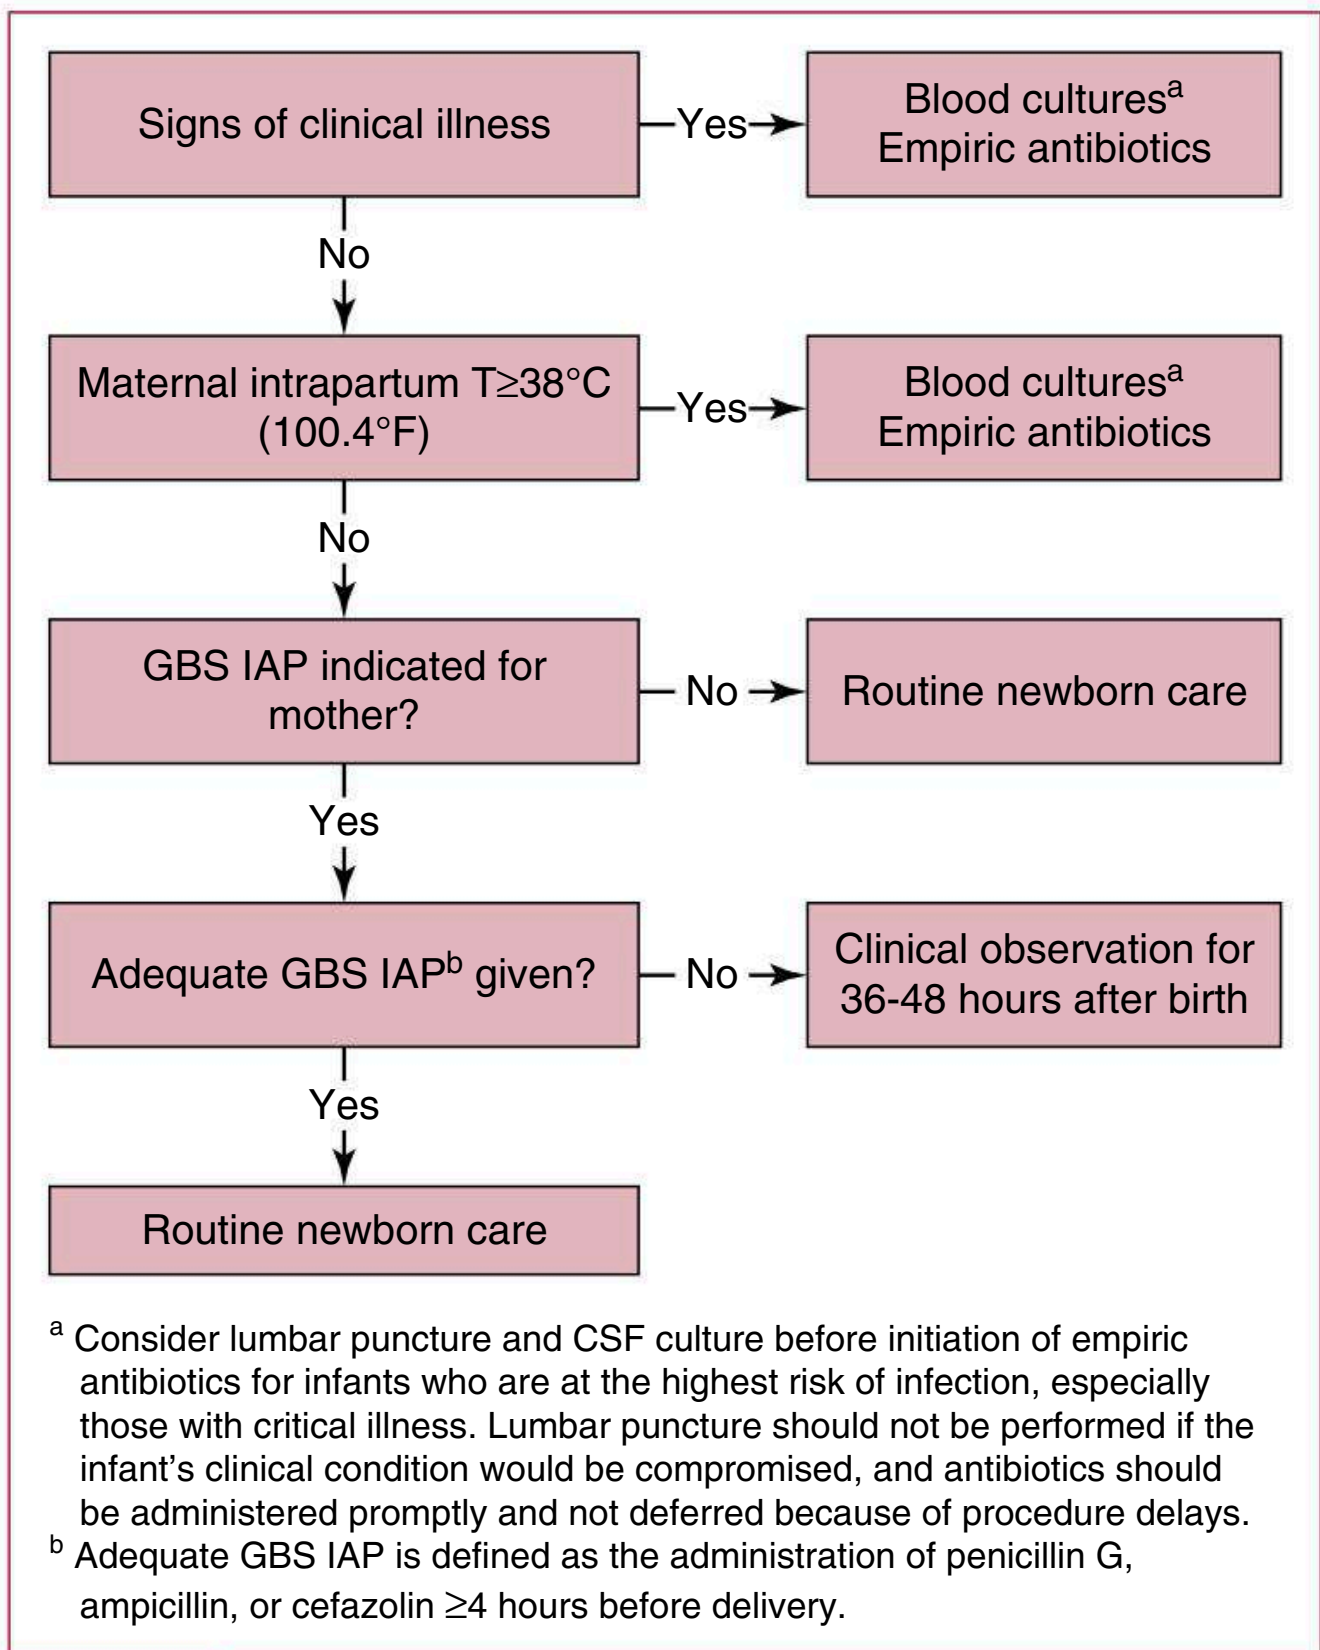 Signs of clinical illness
Yes
Blood culturesᵃ
Empiric antibiotics
No
Maternal intrapartum T≥38°C
(100.4°F)
Yes
Blood culturesᵃ
Empiric antibiotics
No
GBS IAP indicated for
mother?
No
Routine newborn care
Yes
Adequate GBS IAPᵇ given?
No
Clinical observation for
36-48 hours after birth
Yes
Routine newborn care
ᵃ Consider lumbar puncture and CSF culture before initiation of empiric
antibiotics for infants who are at the highest risk of infection, especially
those with critical illness. Lumbar puncture should not be performed if the
infant's clinical condition would be compromised, and antibiotics should
be administered promptly and not deferred because of procedure delays.
ᵇ Adequate GBS IAP is defined as the administration of penicillin G,
ampicillin, or cefazolin ≥4 hours before delivery.